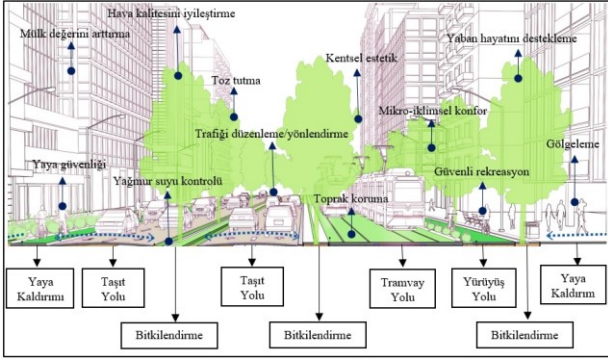 Hava kalitesini iyileştirme
Mülk değerini arttırma
Kentsel estetik
Yaban hayatını destekleme
Toz tutma
Mikro-iklimsel konfor
Trafiği düzenleme/yönlendirme
Gölgeleme
Yaya güvenliği
Yağmur suyu kontrolü
Güvenli rekreasyon
Toprak koruma
Yaya
Kaldırımı
Taşıt
Yolu
Taşıt
Yolu
Tramvay
Yolu
Yürüyüş
Yolu
Yaya
Kaldırım
Bitkilendirme
Bitkilendirme
Bitkilendirme